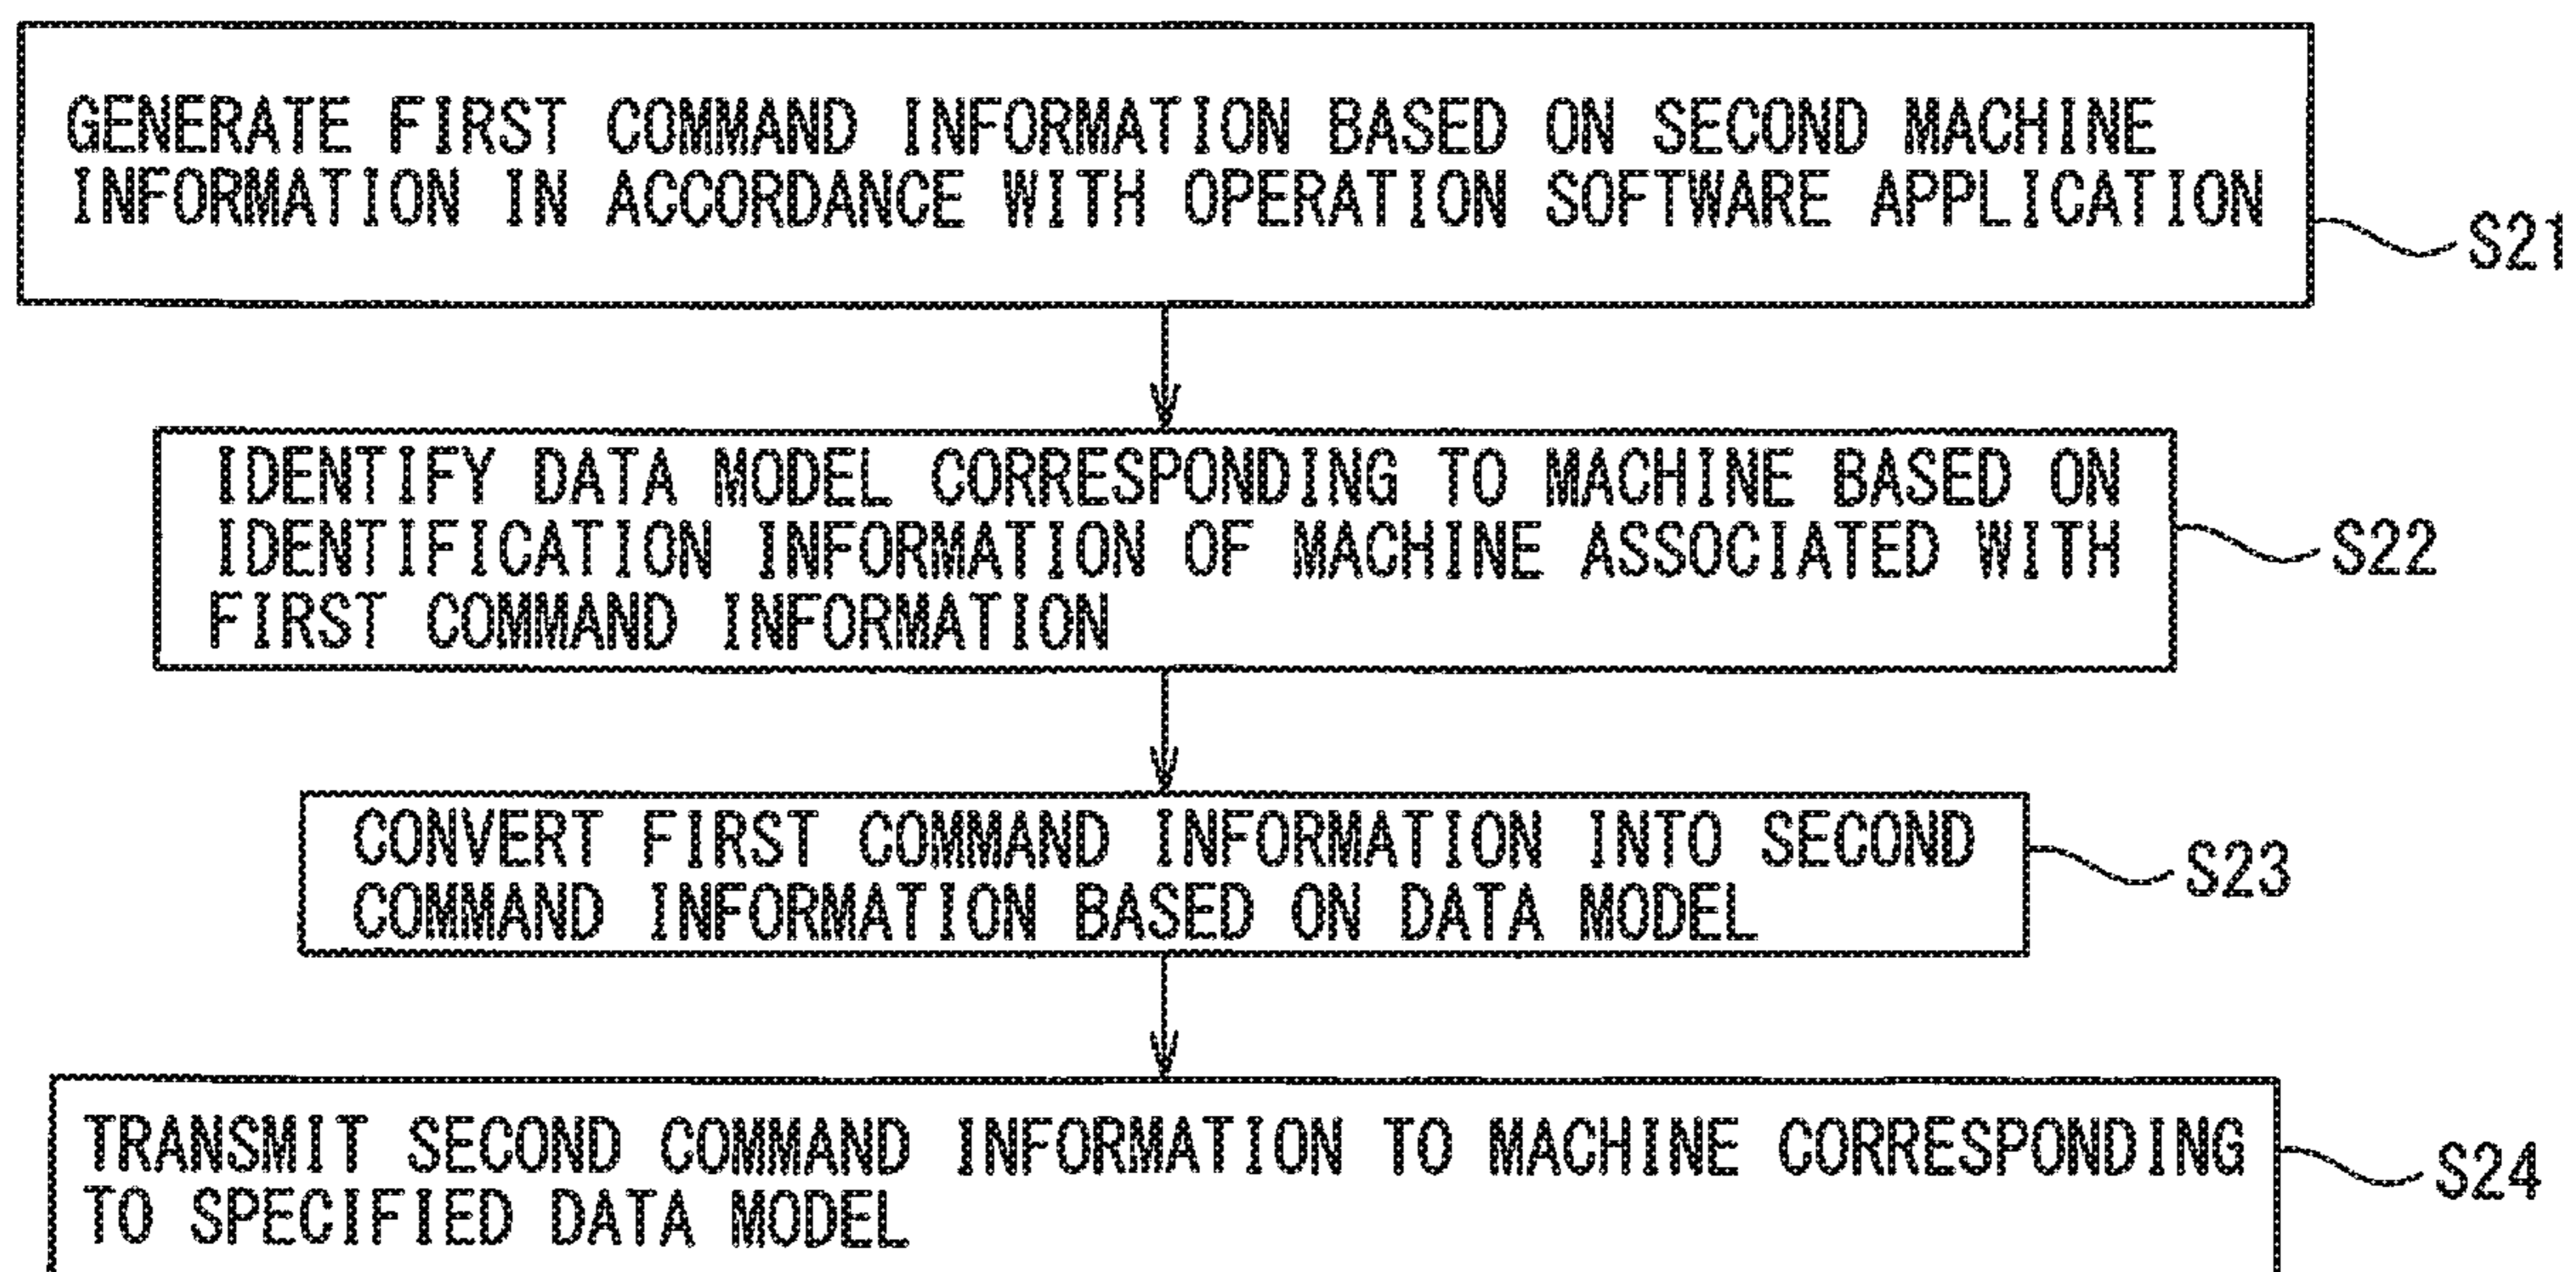 GENERATE FIRST COMMAND INFORMATION BASED ON SECOND MACHINE
INFORMATION IN ACCORDANCE WITH OPERATION SOFTWARE APPLICATION
S21
IDENTIFY DATA MODEL CORRESPONDING TO MACHINE BASED ON
IDENTIFICATION INFORMATION OF MACHINE ASSOCIATED WITH
FIRST COMMAND INFORMATION
S22
CONVERT FIRST COMMAND INFORMATION INTO SECOND
COMMAND INFORMATION BASED ON DATA MODEL
S23
TRANSMIT SECOND COMMAND INFORMATION TO MACHINE CORRESPONDING
TO SPECIFIED DATA MODEL
S24